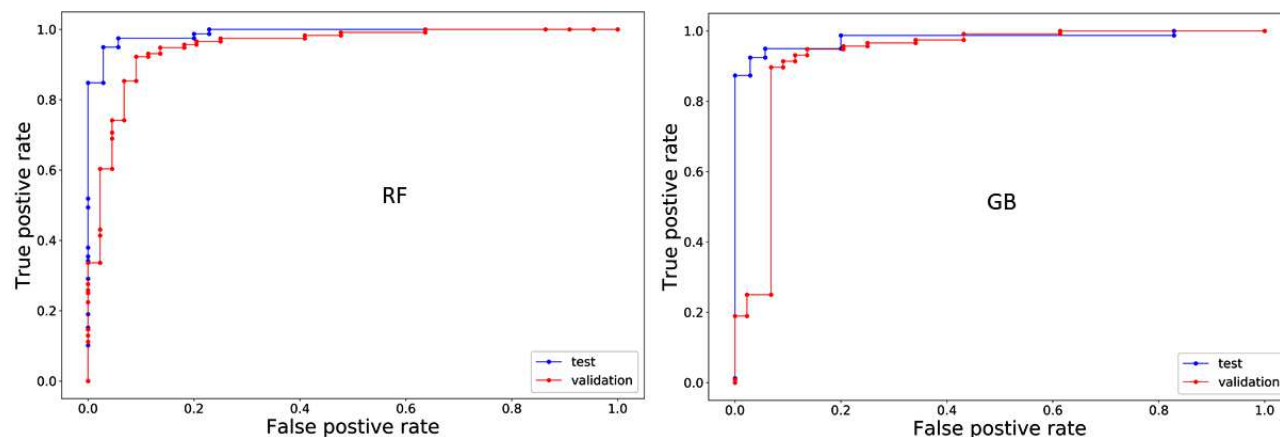 1.0
0.8
0.6
0.4
0.2
0.0
True postive rate
RF
test
validation
0.0 0.2 0.4 0.6 0.8 1.0
False postive rate
1.0
0.8
0.6
0.4
0.2
0.0
True postive rate
GB
test
validation
0.0 0.2 0.4 0.6 0.8 1.0
False postive rate